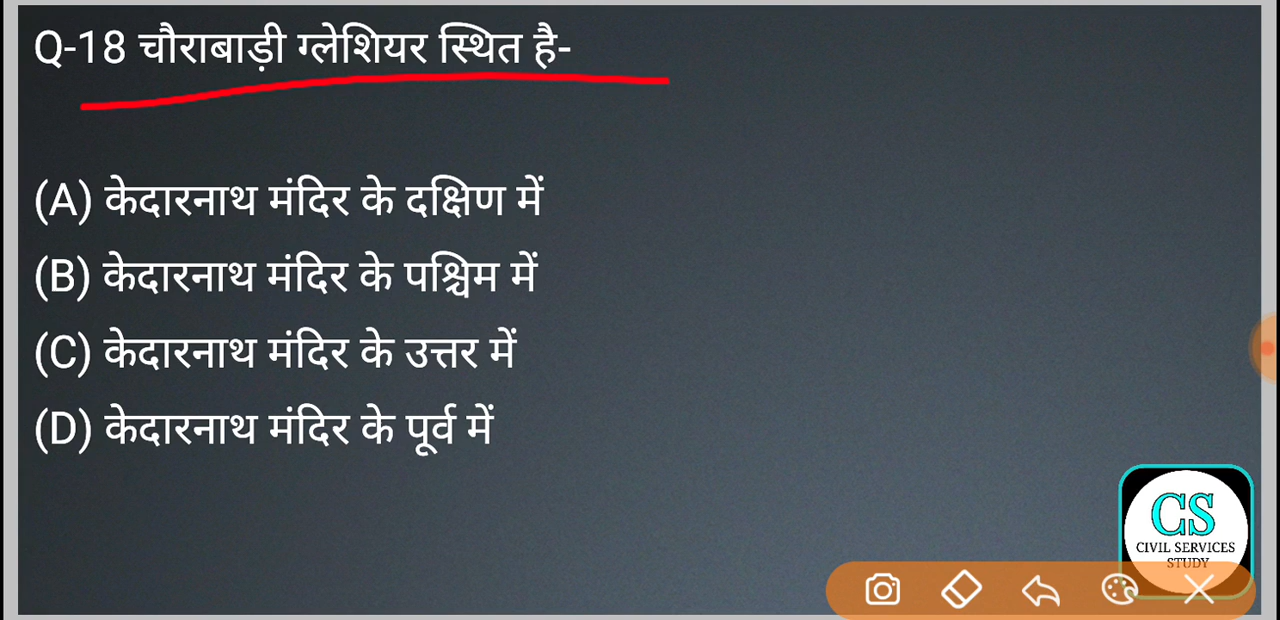 Q-18 चौराबाड़ी ग्लेशियर स्थित है-
(A) केदारनाथ मंदिर के दक्षिण में
(B) केदारनाथ मंदिर के पश्चिम में
(C) केदारनाथ मंदिर के उत्तर में
(D) केदारनाथ मंदिर के पूर्व में
CS
CIVIL SERVICES
STUDY